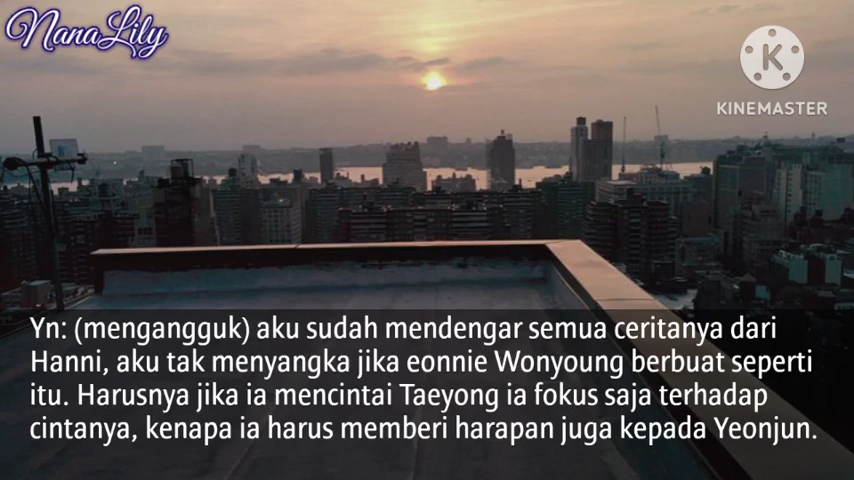 NanaLily
K
KINEMASTER
Yn: (mengangguk) aku sudah mendengar semua ceritanya dari
Hanni, aku tak menyangka jika eonnie Wonyoung berbuat seperti
itu. Harusnya jika ia mencintai Taeyong ia fokus saja terhadap
cintanya, kenapa ia harus memberi harapan juga kepada Yeonjun.